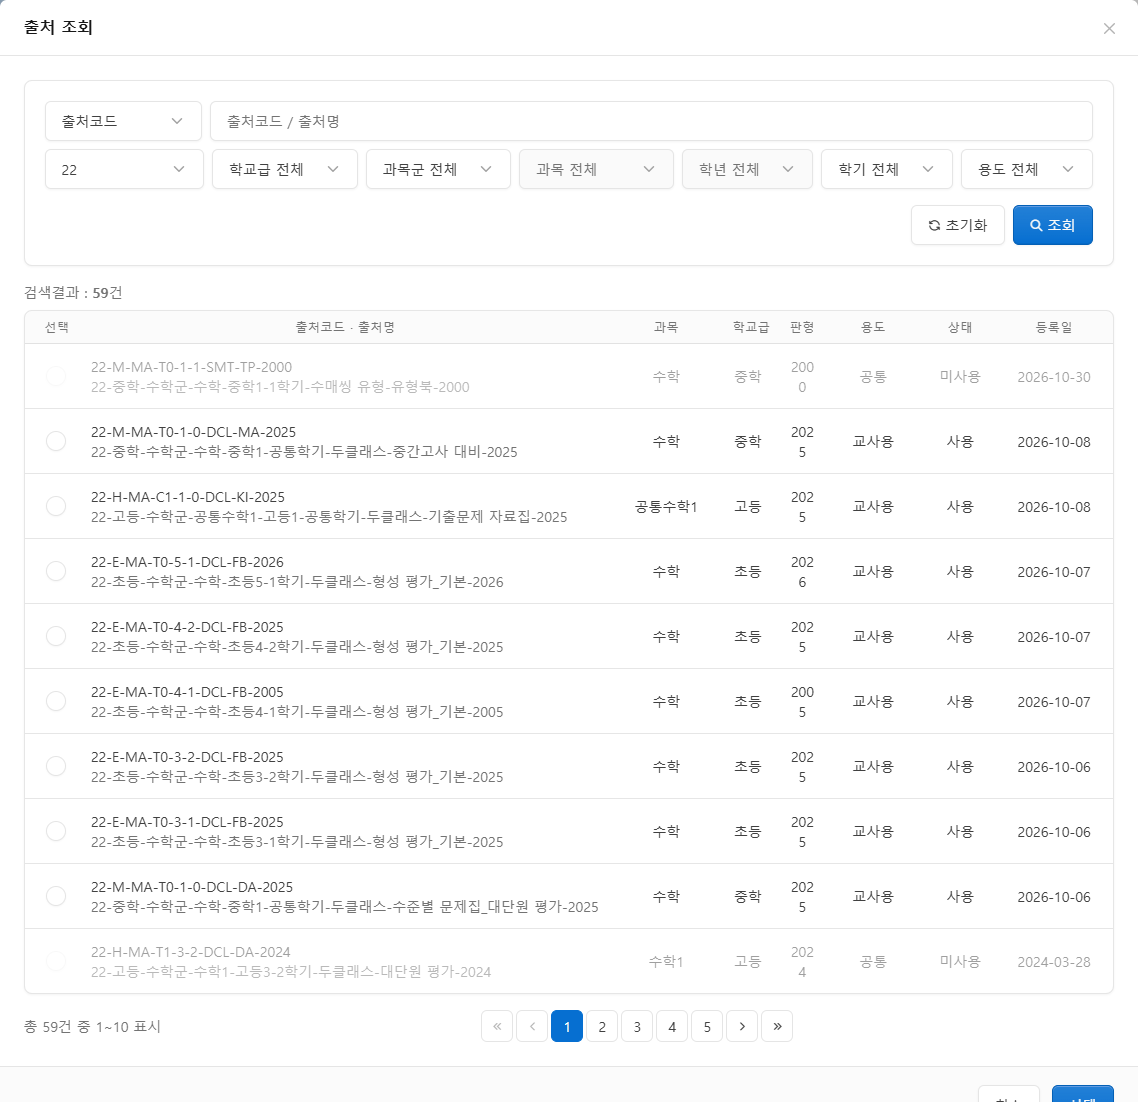 출처 조회
출처코드
출처코드 / 출처명
22 학교급 전체 과목군 전체 과목 전체 학년 전체 학기 전체 용도 전체
초기화 조회
검색결과 : 59건
선택 출처코드 · 출처명 과목 학교급 판형 용도 상태 등록일
22-M-MA-T0-1-1-SMT-TP-2000
22-중학-수학군-수학-중학1-1학기-수매씽 유형-유형북-2000
수학 중학 2000 공통 미사용 2026-10-30
22-M-MA-T0-1-0-DCL-MA-2025
22-중학-수학군-수학-중학1-공통학기-두클래스-중간고사 대비-2025
수학 중학 2025 교사용 사용 2026-10-08
22-H-MA-C1-1-0-DCL-KI-2025
22-고등-수학군-공통수학1-고등1-공통학기-두클래스-기출문제 자료집-2025
공통수학1 고등 2025 교사용 사용 2026-10-08
22-E-MA-T0-5-1-DCL-FB-2026
22-초등-수학군-수학-초등5-1학기-두클래스-형성 평가_기본-2026
수학 초등 2026 교사용 사용 2026-10-07
22-E-MA-T0-4-2-DCL-FB-2025
22-초등-수학군-수학-초등4-2학기-두클래스-형성 평가_기본-2025
수학 초등 2025 교사용 사용 2026-10-07
22-E-MA-T0-4-1-DCL-FB-2005
22-초등-수학군-수학-초등4-1학기-두클래스-형성 평가_기본-2005
수학 초등 2005 교사용 사용 2026-10-07
22-E-MA-T0-3-2-DCL-FB-2025
22-초등-수학군-수학-초등3-2학기-두클래스-형성 평가_기본-2025
수학 초등 2025 교사용 사용 2026-10-06
22-E-MA-T0-3-1-DCL-FB-2025
22-초등-수학군-수학-초등3-1학기-두클래스-형성 평가_기본-2025
수학 초등 2025 교사용 사용 2026-10-06
22-M-MA-T0-1-0-DCL-DA-2025
22-중학-수학군-수학-중학1-공통학기-두클래스-수준별 문제집_대단원 평가-2025
수학 중학 2025 교사용 사용 2026-10-06
22-H-MA-T1-3-2-DCL-DA-2024
22-고등-수학군-수학1-고등3-2학기-두클래스-대단원 평가-2024
수학1 고등 2024 공통 미사용 2024-03-28
총 59건 중 1~10 표시
« ‹ 1 2 3 4 5 › »